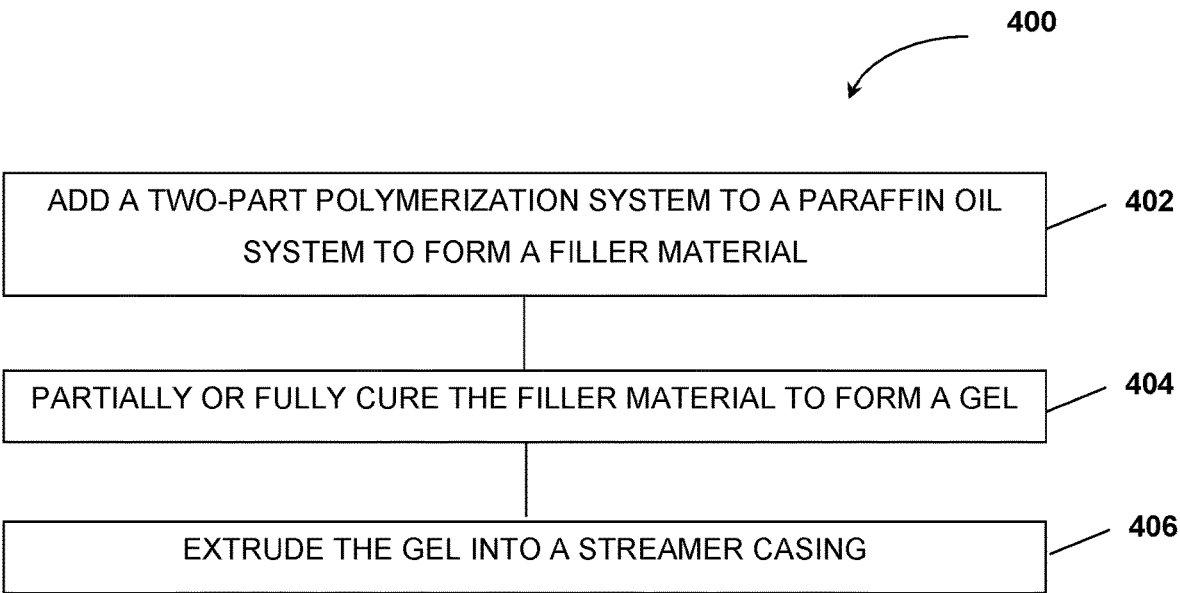 400
ADD A TWO-PART POLYMERIZATION SYSTEM TO A PARAFFIN OIL
SYSTEM TO FORM A FILLER MATERIAL
402
PARTIALLY OR FULLY CURE THE FILLER MATERIAL TO FORM A GEL
404
EXTRUDE THE GEL INTO A STREAMER CASING
406